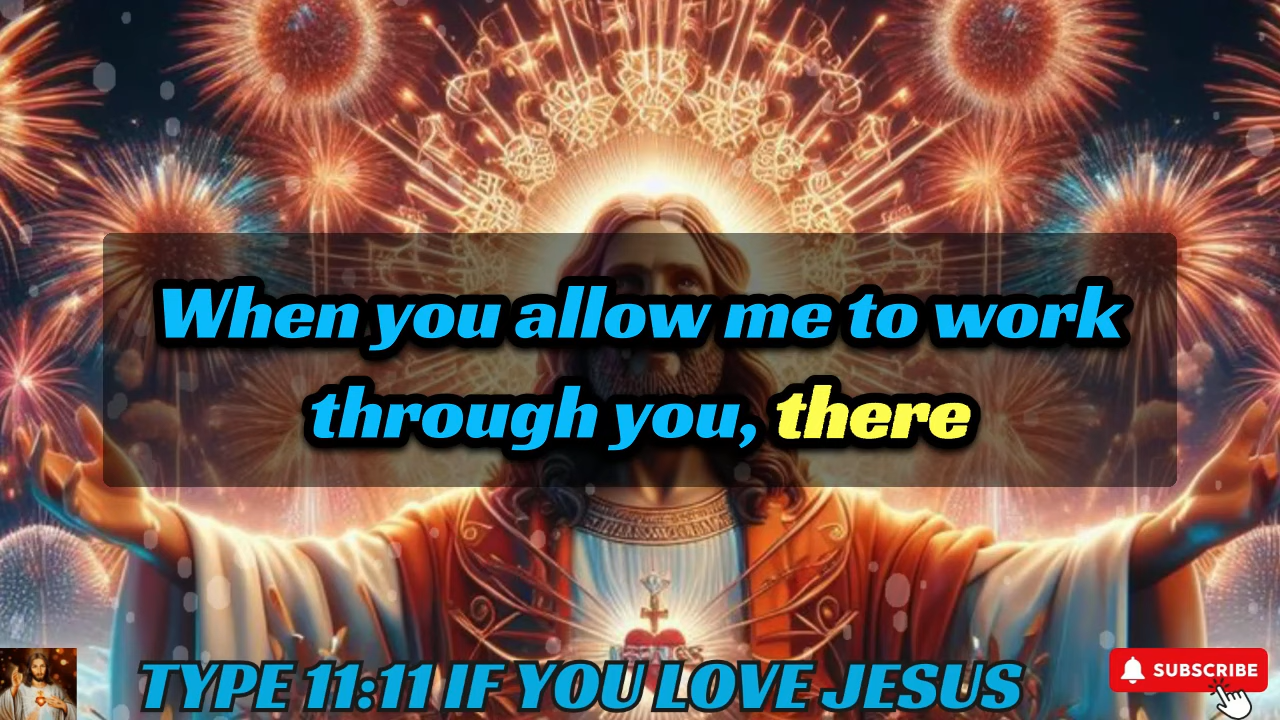 When you allow me to work
through you, there
TYPE 11:11 IF YOU LOVE JESUS
SUBSCRIBE